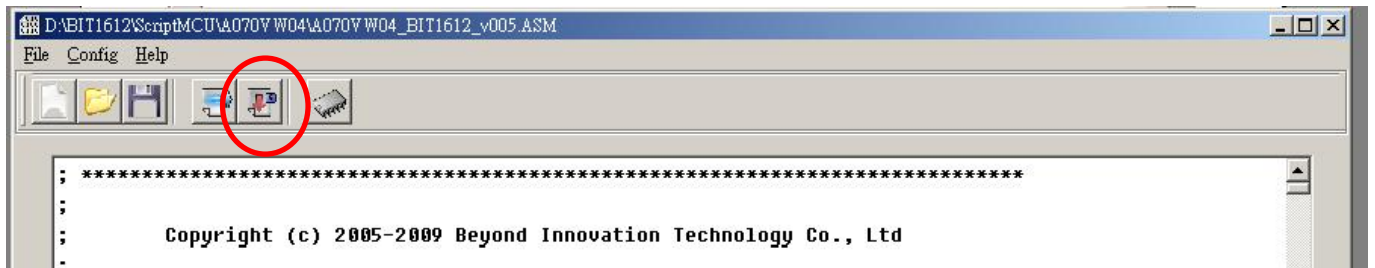 D:\BIT1612\ScriptMCU\A070VW04\A070VW04_BIT1612_v005.ASM
File Config Help
; ******************************************************************************
;
; Copyright (c) 2005-2009 Beyond Innovation Technology Co., Ltd